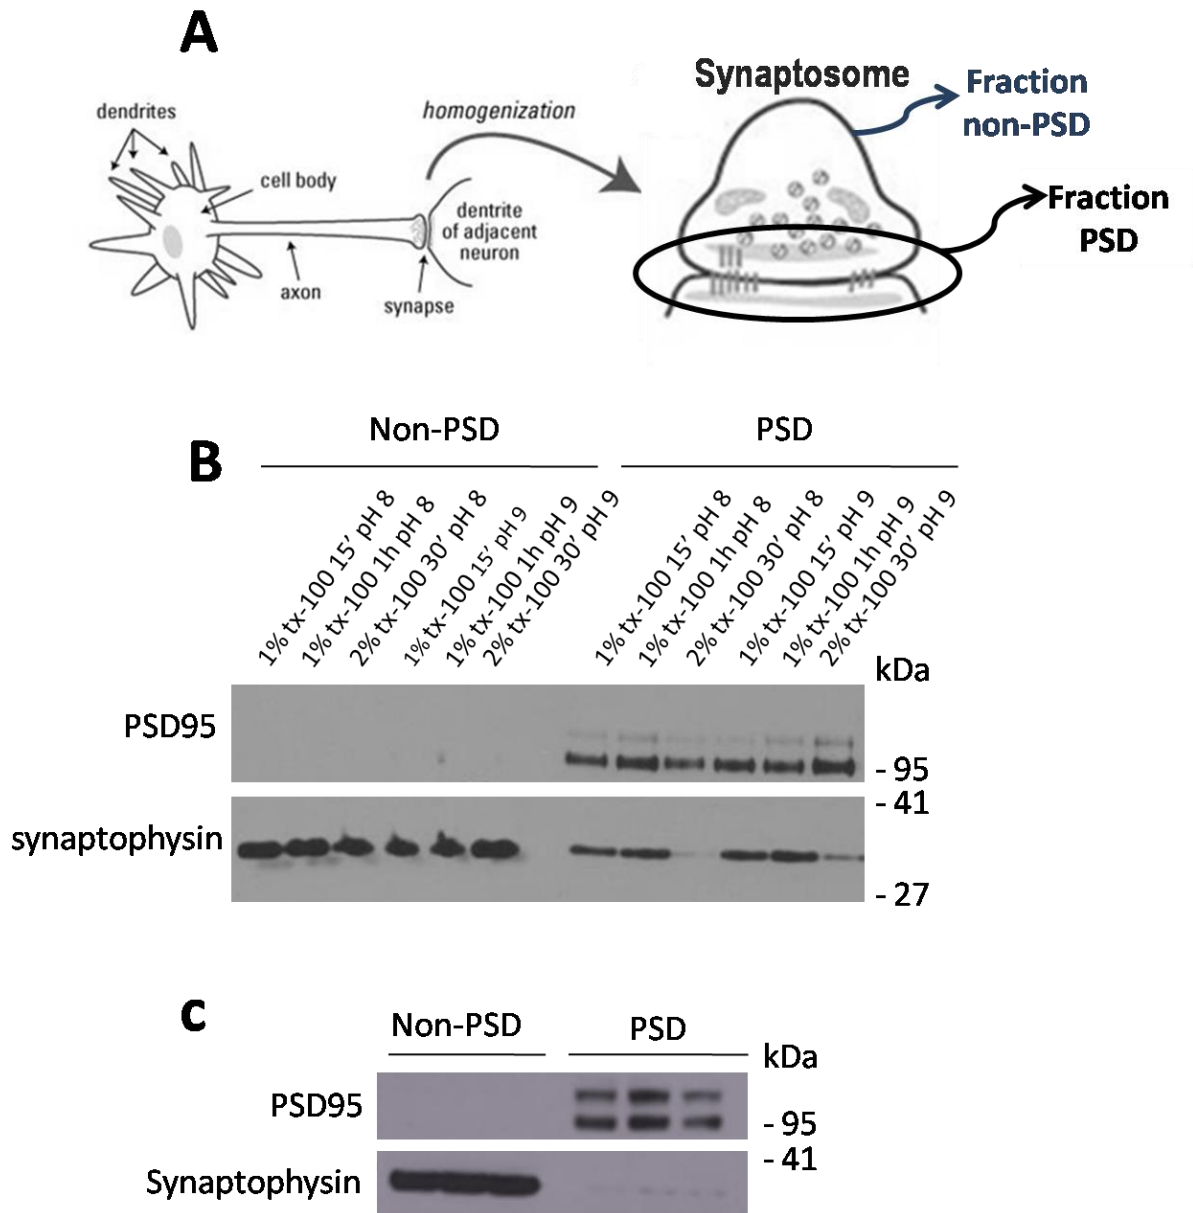 A
Synaptosome
Fraction
non-PSD
Fraction
PSD
dendrites
homogenization
cell body
dentrite
of adjacent
neuron
axon
synapse
B
Non-PSD
PSD
1% tx-100 15' pH 8
1% tx-100 1h pH 8
2% tx-100 30' pH 8
1% tx-100 15' pH 9
1% tx-100 1h pH 9
2% tx-100 30' pH 9
1% tx-100 15' pH 8
1% tx-100 1h pH 8
2% tx-100 30' pH 8
1% tx-100 15' pH 9
1% tx-100 1h pH 9
2% tx-100 30' pH 9
kDa
PSD95
- 95
- 41
synaptophysin
- 27
c
Non-PSD
PSD
kDa
PSD95
- 95
- 41
Synaptophysin